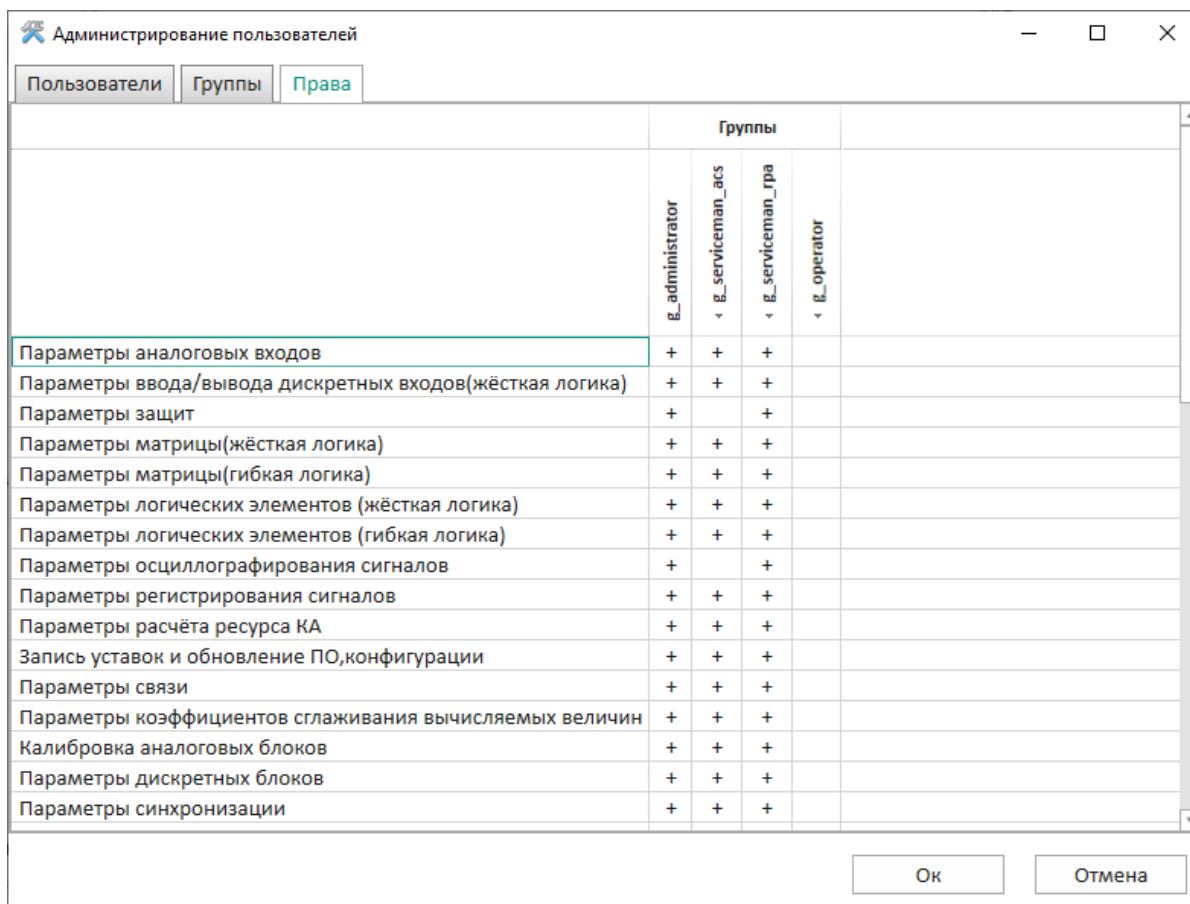 Администрирование пользователей
Пользователи Группы Права
Группы
g_administrator g_serviceman_acs g_serviceman_rpa g_operator
Параметры аналоговых входов + + +
Параметры ввода/вывода дискретных входов(жёсткая логика) + + +
Параметры защит + +
Параметры матрицы(жёсткая логика) + + +
Параметры матрицы(гибкая логика) + + +
Параметры логических элементов (жёсткая логика) + + +
Параметры логических элементов (гибкая логика) + + +
Параметры осциллографирования сигналов + +
Параметры регистрирования сигналов + + +
Параметры расчёта ресурса КА + + +
Запись уставок и обновление ПО,конфигурации + + +
Параметры связи + + +
Параметры коэффициентов сглаживания вычисляемых величин + + +
Калибровка аналоговых блоков + + +
Параметры дискретных блоков + + +
Параметры синхронизации + + +
Ок Отмена